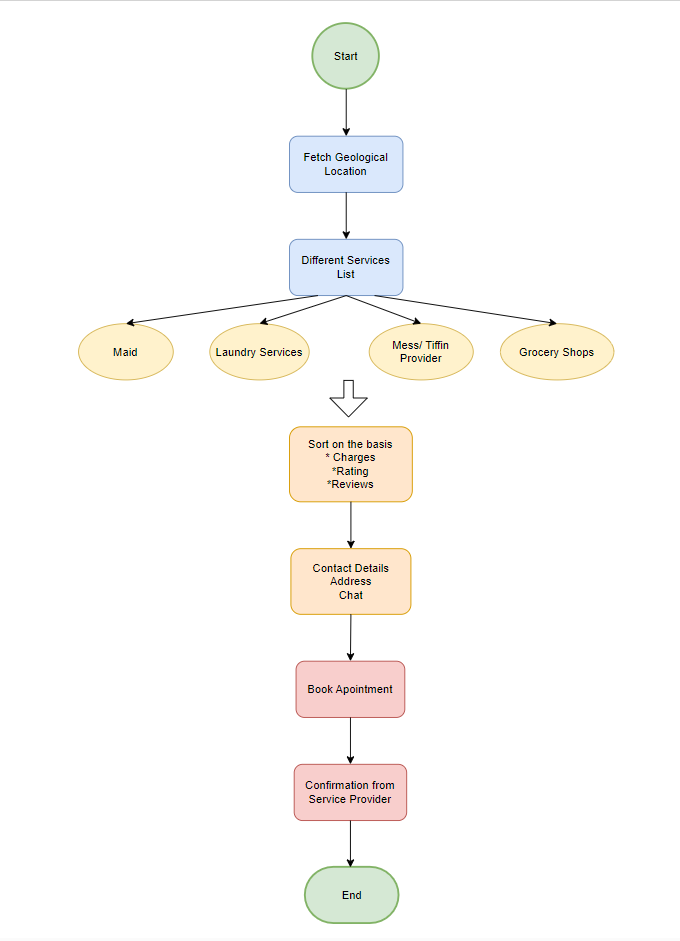 Start
Fetch Geological
Location
Different Services
List
Maid
Laundry Services
Mess/ Tiffin
Provider
Grocery Shops
Sort on the basis
* Charges
*Rating
*Reviews
Contact Details
Address
Chat
Book Apointment
Confirmation from
Service Provider
End